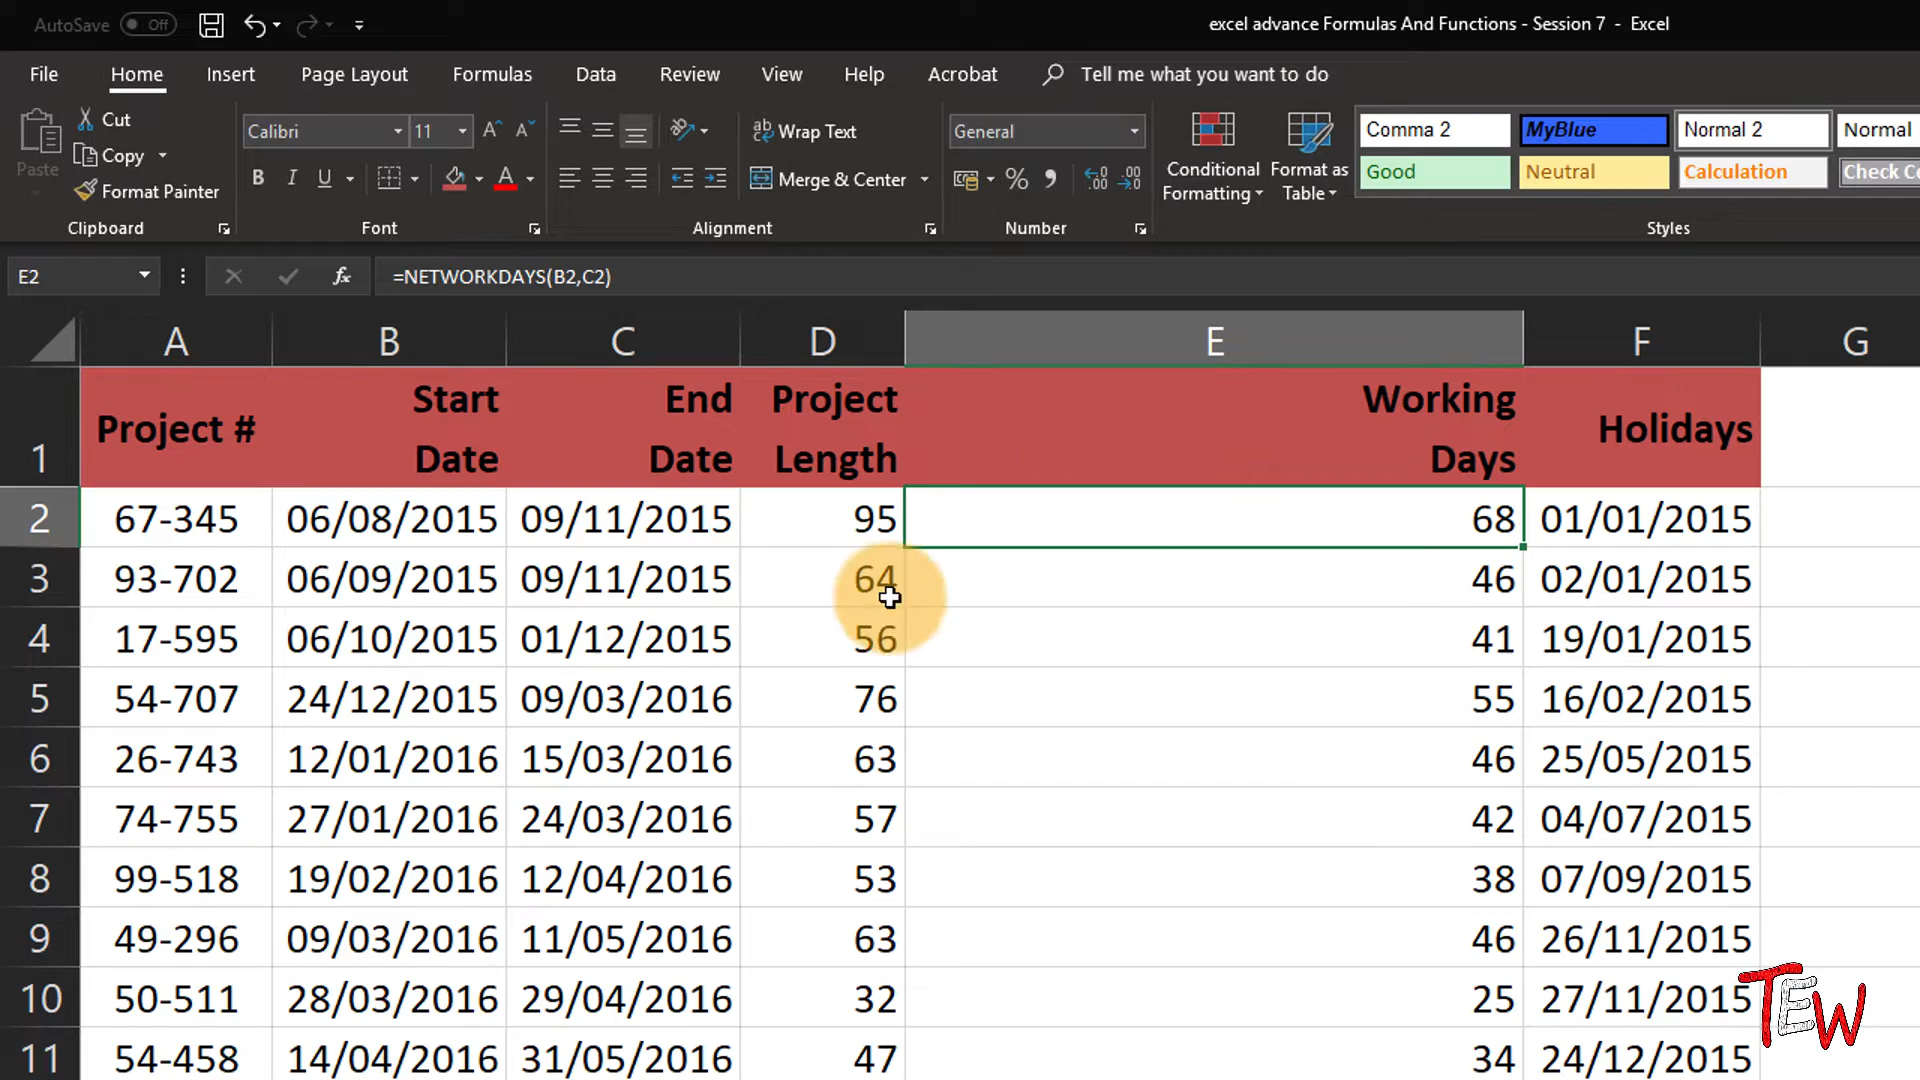 AutoSave Off
excel advance Formulas And Functions - Session 7 - Excel
File Home Insert Page Layout Formulas Data Review View Help Acrobat Tell me what you want to do
Paste
Cut
Copy
Format Painter
Clipboard
Calibri 11
B I U
Font
Wrap Text
Merge & Center
Alignment
General
% 9
Number
Conditional
Formatting
Format as
Table
Comma 2 MyBlue Normal 2 Normal
Good Neutral Calculation Check Ce
Styles
E2 fx =NETWORKDAYS(B2,C2)
A B C D E F G
1 Project # Start Date End Date Project Length Working Days Holidays
2 67-345 06/08/2015 09/11/2015 95 68 01/01/2015
3 93-702 06/09/2015 09/11/2015 64 46 02/01/2015
4 17-595 06/10/2015 01/12/2015 56 41 19/01/2015
5 54-707 24/12/2015 09/03/2016 76 55 16/02/2015
6 26-743 12/01/2016 15/03/2016 63 46 25/05/2015
7 74-755 27/01/2016 24/03/2016 57 42 04/07/2015
8 99-518 19/02/2016 12/04/2016 53 38 07/09/2015
9 49-296 09/03/2016 11/05/2016 63 46 26/11/2015
10 50-511 28/03/2016 29/04/2016 32 25 27/11/2015
11 54-458 14/04/2016 31/05/2016 47 34 24/12/2015
TEW